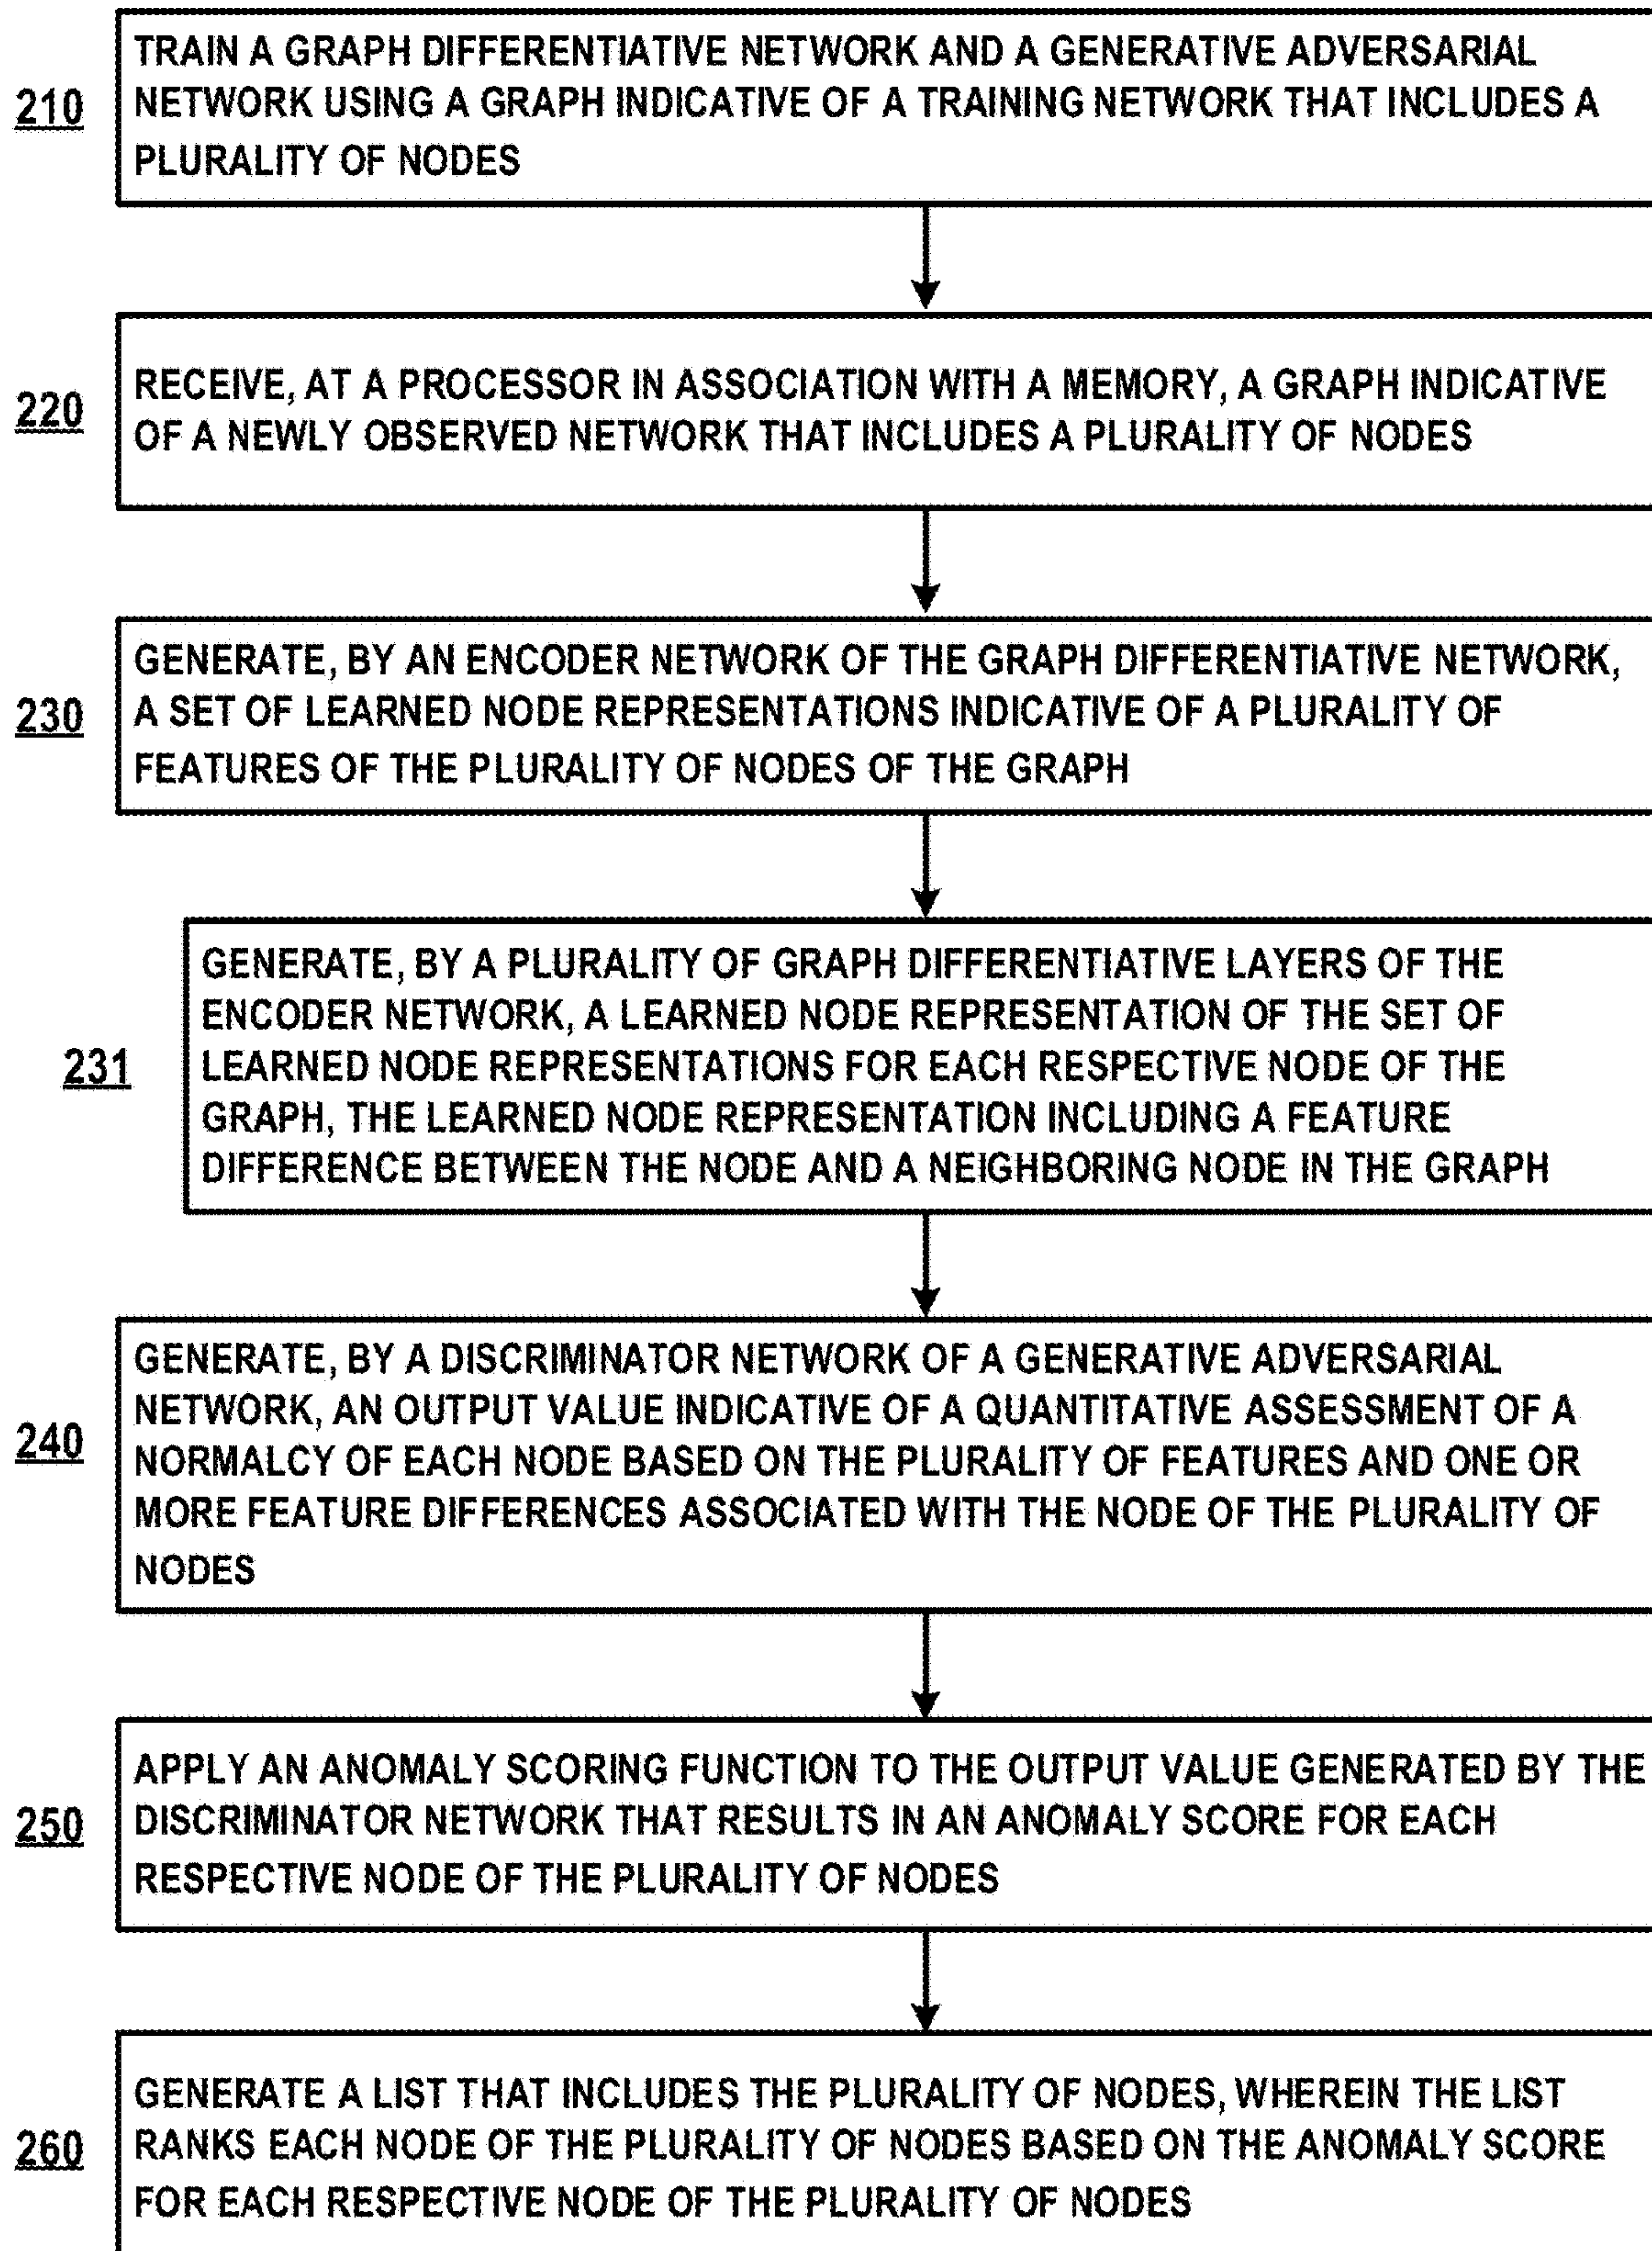 TRAIN A GRAPH DIFFERENTIATIVE NETWORK AND A GENERATIVE ADVERSARIAL
210
NETWORK USING A GRAPH INDICATIVE OF A TRAINING NETWORK THAT INCLUDES A
PLURALITY OF NODES
RECEIVE, AT A PROCESSOR IN ASSOCIATION WITH A MEMORY, A GRAPH INDICATIVE
220
OF A NEWLY OBSERVED NETWORK THAT INCLUDES A PLURALITY OF NODES
GENERATE, BY AN ENCODER NETWORK OF THE GRAPH DIFFERENTIATIVE NETWORK,
230
A SET OF LEARNED NODE REPRESENTATIONS INDICATIVE OF A PLURALITY OF
FEATURES OF THE PLURALITY OF NODES OF THE GRAPH
GENERATE, BY A PLURALITY OF GRAPH DIFFERENTIATIVE LAYERS OF THE
ENCODER NETWORK, A LEARNED NODE REPRESENTATION OF THE SET OF
231
LEARNED NODE REPRESENTATIONS FOR EACH RESPECTIVE NODE OF THE
GRAPH, THE LEARNED NODE REPRESENTATION INCLUDING A FEATURE
DIFFERENCE BETWEEN THE NODE AND A NEIGHBORING NODE IN THE GRAPH
GENERATE, BY A DISCRIMINATOR NETWORK OF A GENERATIVE ADVERSARIAL
NETWORK, AN OUTPUT VALUE INDICATIVE OF A QUANTITATIVE ASSESSMENT OF A
240
NORMALCY OF EACH NODE BASED ON THE PLURALITY OF FEATURES AND ONE OR
MORE FEATURE DIFFERENCES ASSOCIATED WITH THE NODE OF THE PLURALITY OF
NODES
APPLY AN ANOMALY SCORING FUNCTION TO THE OUTPUT VALUE GENERATED BY THE
250
DISCRIMINATOR NETWORK THAT RESULTS IN AN ANOMALY SCORE FOR EACH
RESPECTIVE NODE OF THE PLURALITY OF NODES
GENERATE A LIST THAT INCLUDES THE PLURALITY OF NODES, WHEREIN THE LIST
260
RANKS EACH NODE OF THE PLURALITY OF NODES BASED ON THE ANOMALY SCORE
FOR EACH RESPECTIVE NODE OF THE PLURALITY OF NODES